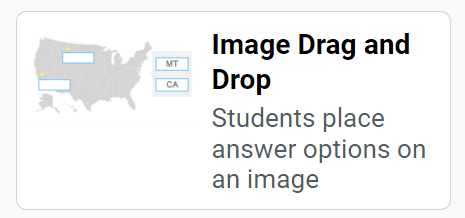 MT
CA
Image Drag and
Drop
Students place
answer options on
an image